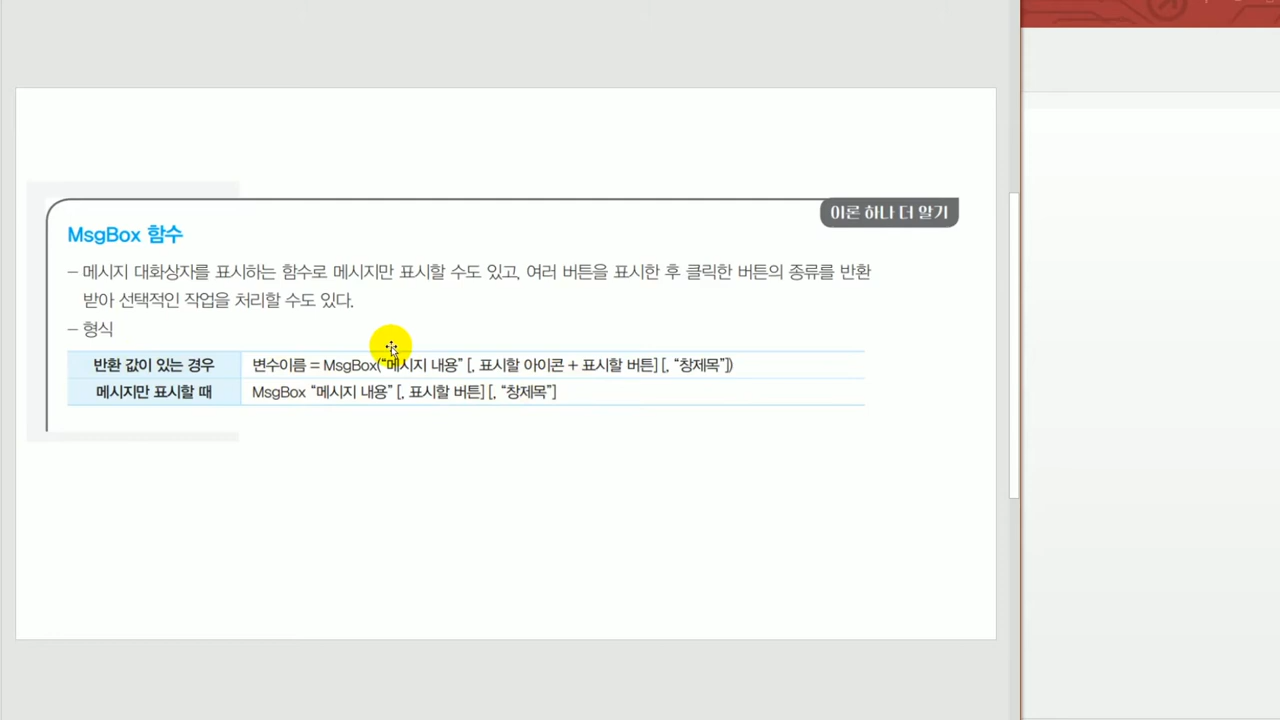 이론 하나 더 알기
MsgBox 함수
– 메시지 대화상자를 표시하는 함수로 메시지만 표시할 수도 있고, 여러 버튼을 표시한 후 클릭한 버튼의 종류를 반환
받아 선택적인 작업을 처리할 수도 있다.
– 형식
반환 값이 있는 경우 변수이름 = MsgBox(“메시지 내용” [, 표시할 아이콘 + 표시할 버튼] [, “창제목”])
메시지만 표시할 때 MsgBox “메시지 내용” [, 표시할 버튼] [, “창제목”]